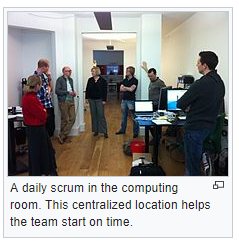 A daily scrum in the computing
room. This centralized location helps
the team start on time.